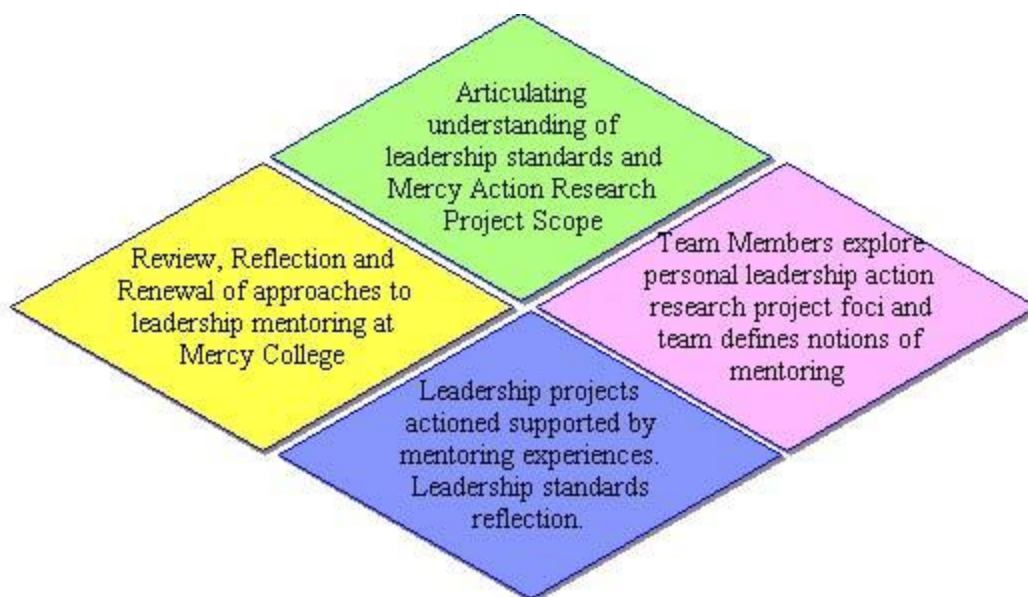 Articulating
understanding of
leadership standards and
Mercy Action Research
Project Scope
Team Members explore
personal leadership action
research project foci and
team defines notions of
mentoring
Leadership projects
actioned supported by
mentoring experiences.
Leadership standards
reflection.
Review, Reflection and
Renewal of approaches to
leadership mentoring at
Mercy College